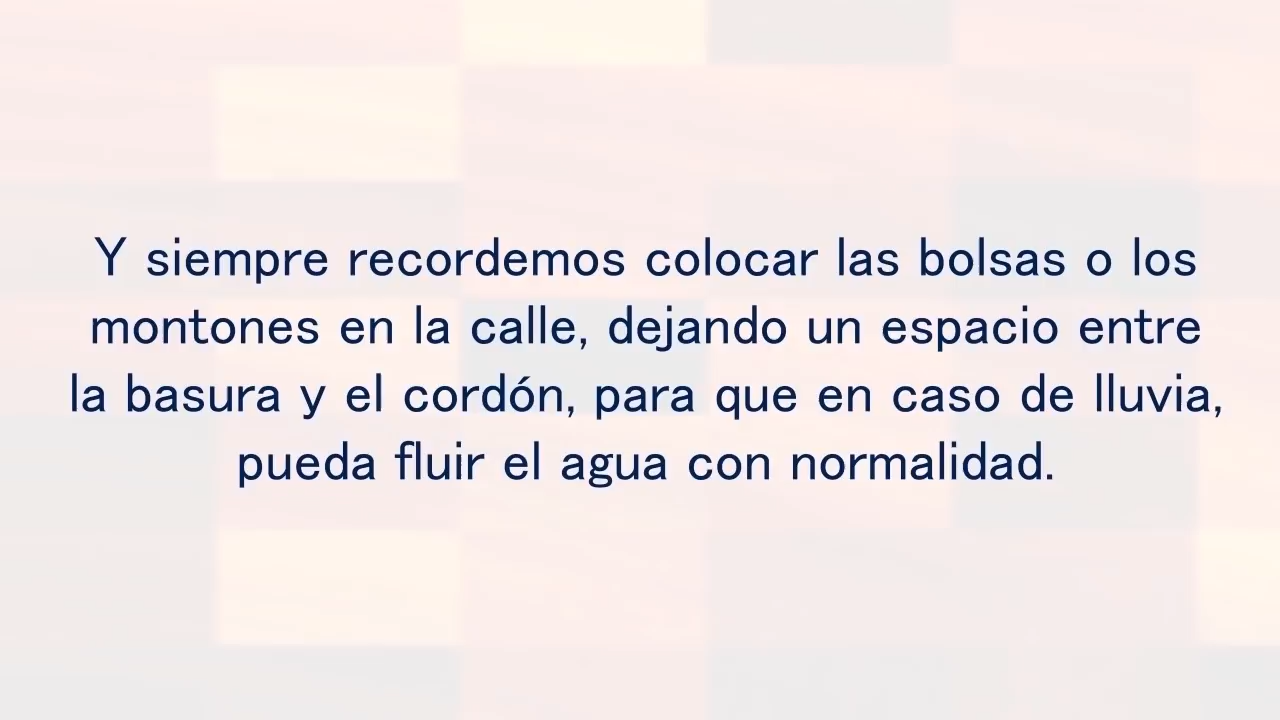 Y siempre recordemos colocar las bolsas o los
montones en la calle, dejando un espacio entre
la basura y el cordón, para que en caso de lluvia,
pueda fluir el agua con normalidad.